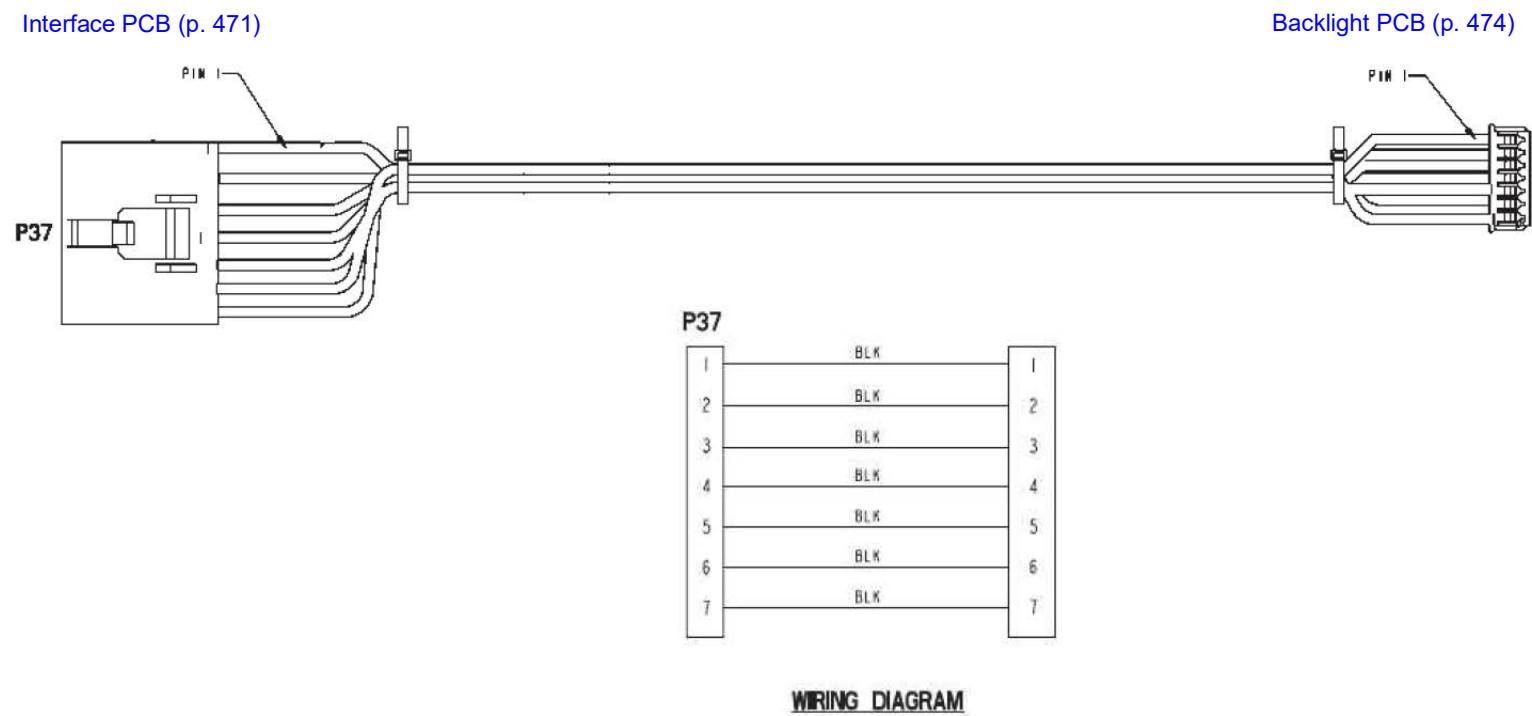 Interface PCB (p. 471)
Backlight PCB (p. 474)
PIN 1
PIN 1
P37
P37
1 BLK 1
2 BLK 2
3 BLK 3
4 BLK 4
5 BLK 5
6 BLK 6
7 BLK 7
WIRING DIAGRAM